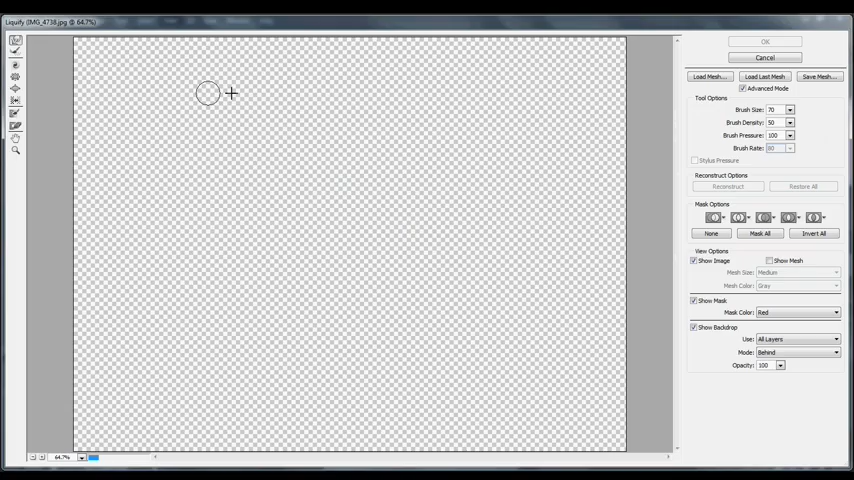 Liquify (IMG_4738.jpg @ 64.7%)
OK
Cancel
Load Mesh... Load Last Mesh Save Mesh...
Advanced Mode
Tool Options
Brush Size: 70
Brush Density: 50
Brush Pressure: 100
Brush Rate: 80
Stylus Pressure
Reconstruct Options
Reconstruct Restore All
Mask Options
None Mask All Invert All
View Options
Show Image Show Mesh
Mesh Size: Medium
Mesh Color: Gray
Show Mask
Mask Color: Red
Show Backdrop
Use: All Layers
Mode: Behind
Opacity: 100
64.7%